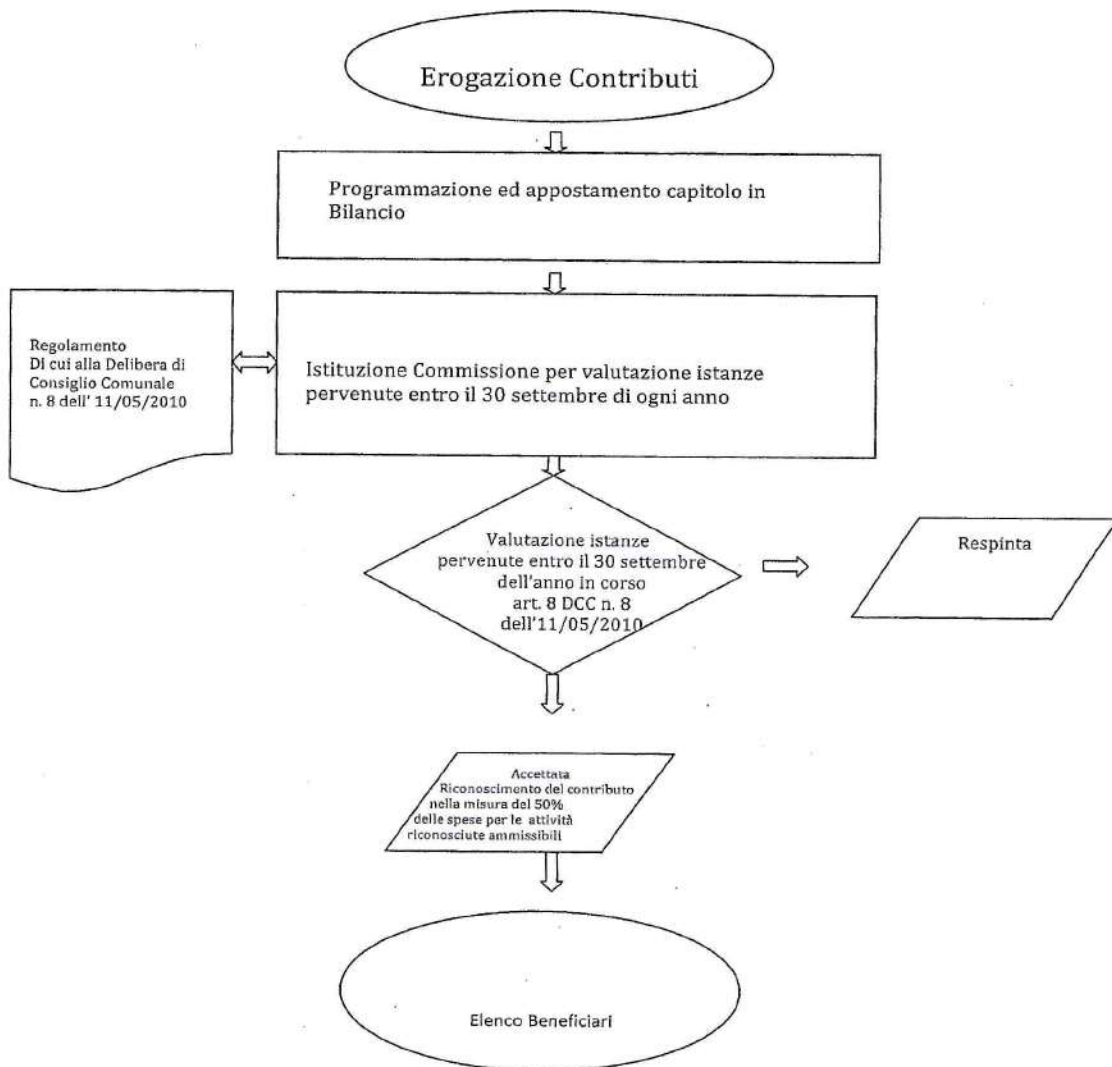 Erogazione Contributi
Programmazione ed appostamento capitolo in
Bilancio
Regolamento
Di cui alla Delibera di
Consiglio Comunale
n. 8 dell' 11/05/2010
Istituzione Commissione per valutazione istanze
pervenute entro il 30 settembre di ogni anno
Valutazione istanze
pervenute entro il 30 settembre
dell'anno in corso
art. 8 DCC n. 8
dell'11/05/2010
Respinta
Accettata
Riconoscimento del contributo
nella misura del 50%
delle spese per le attività
riconosciute ammissibili
Elenco Beneficiari